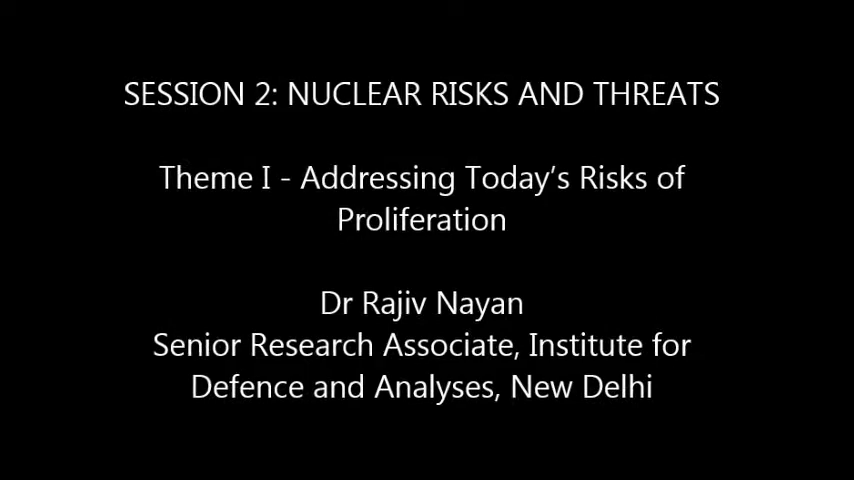 SESSION 2: NUCLEAR RISKS AND THREATS
Theme I - Addressing Today's Risks of
Proliferation
Dr Rajiv Nayan
Senior Research Associate, Institute for
Defence and Analyses, New Delhi